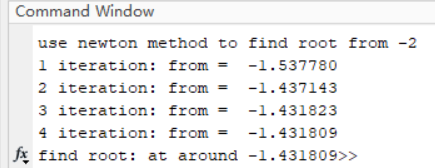 Command Window
use newton method to find root from -2
1 iteration: from =  -1.537780
2 iteration: from =  -1.437143
3 iteration: from =  -1.431823
4 iteration: from =  -1.431809
fx find root: at around -1.431809>>